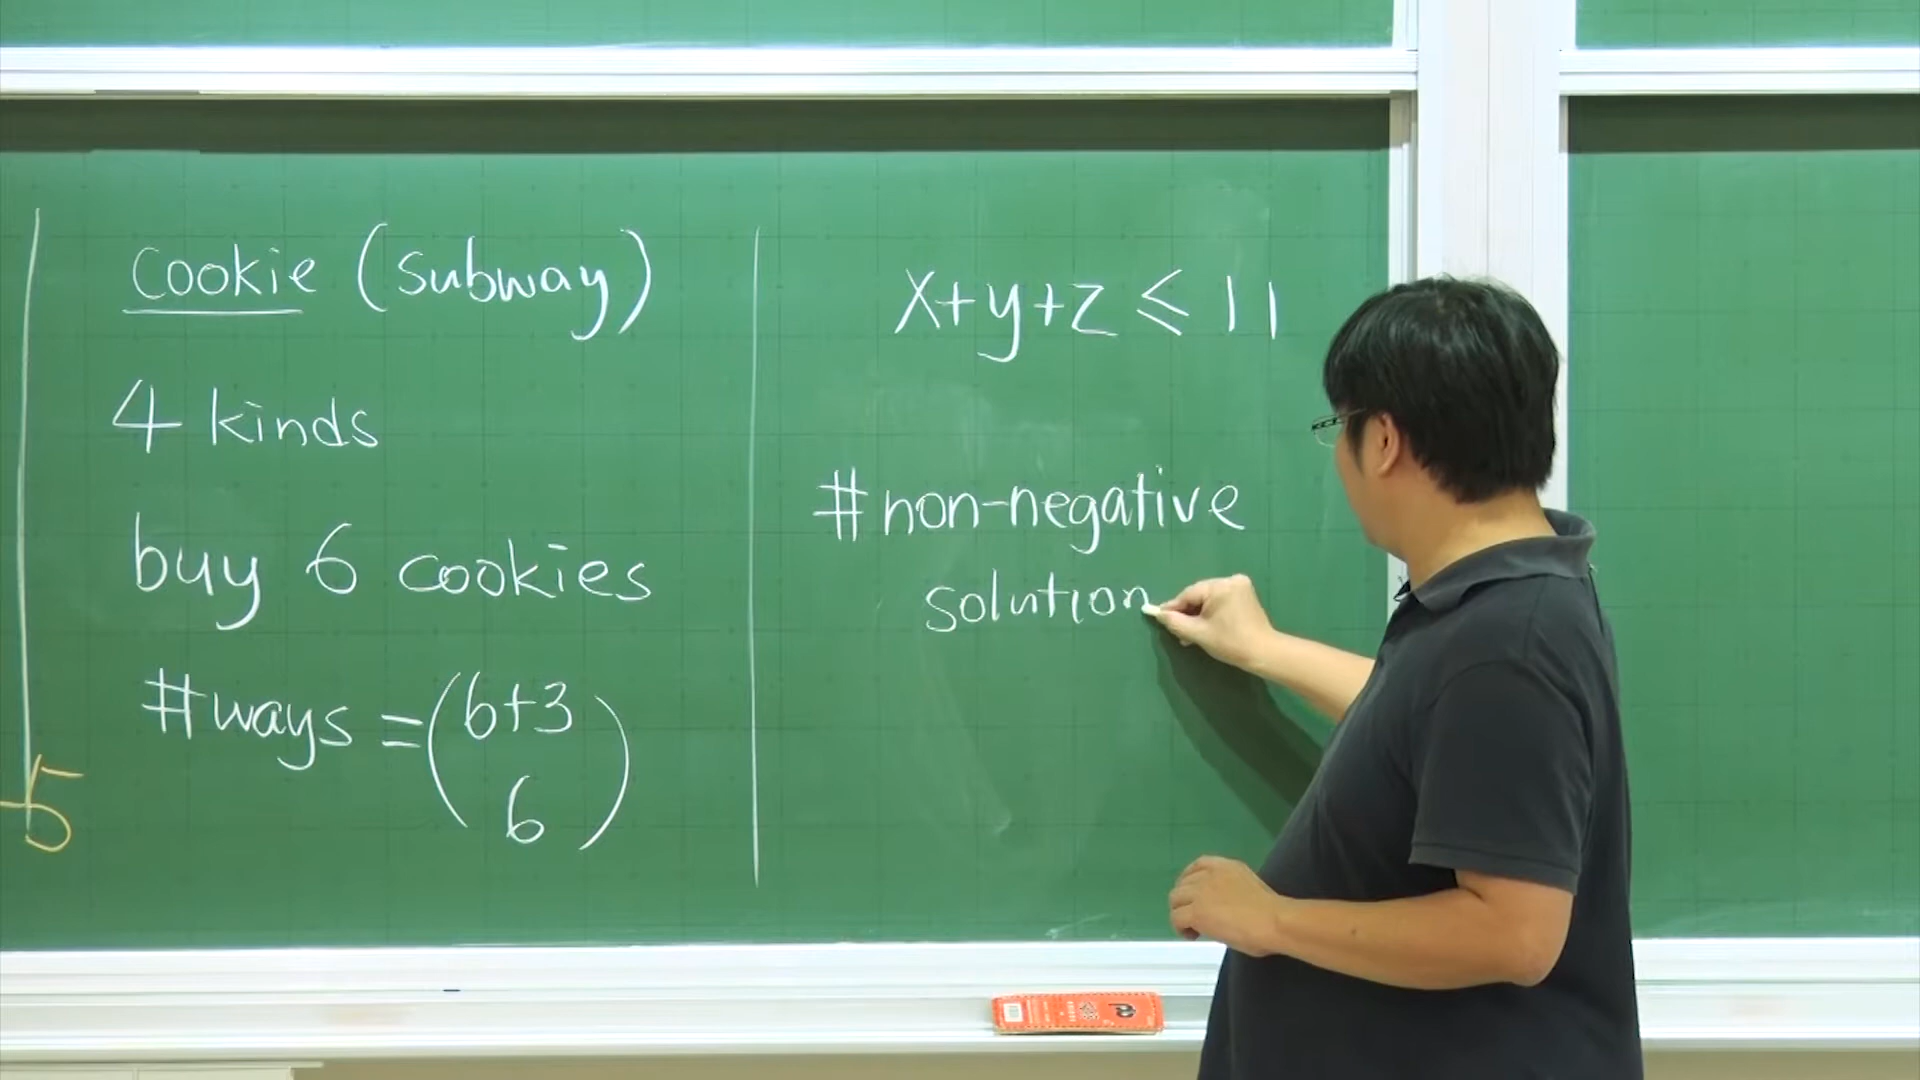 cookie (subway)
4 kinds
buy 6 cookies
#ways = (6+3
6)
5
x+y+z ≤ 11
#non-negative
solution